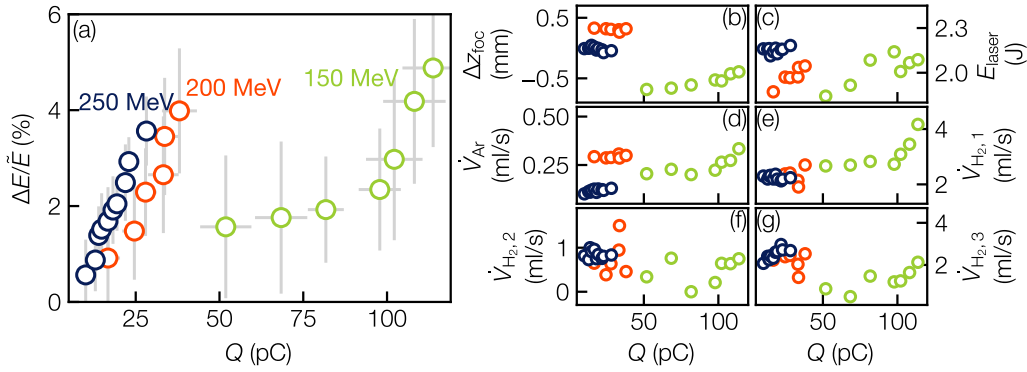 (a)
250 MeV
200 MeV
150 MeV
ΔE/Ẽ (%)
6
4
2
0
25
50
75
100
Q (pC)
(b)
Δz_foc
(mm)
0.5
−0.5
(c)
2.3
2.0
E_laser
(J)
(d)
V̇_Ar
(ml/s)
0.50
0.25
(e)
4
2
V̇_H₂, 1
(ml/s)
(f)
V̇_H₂, 2
(ml/s)
1
0
50
100
Q (pC)
(g)
4
2
V̇_H₂, 3
(ml/s)
50
100
Q (pC)